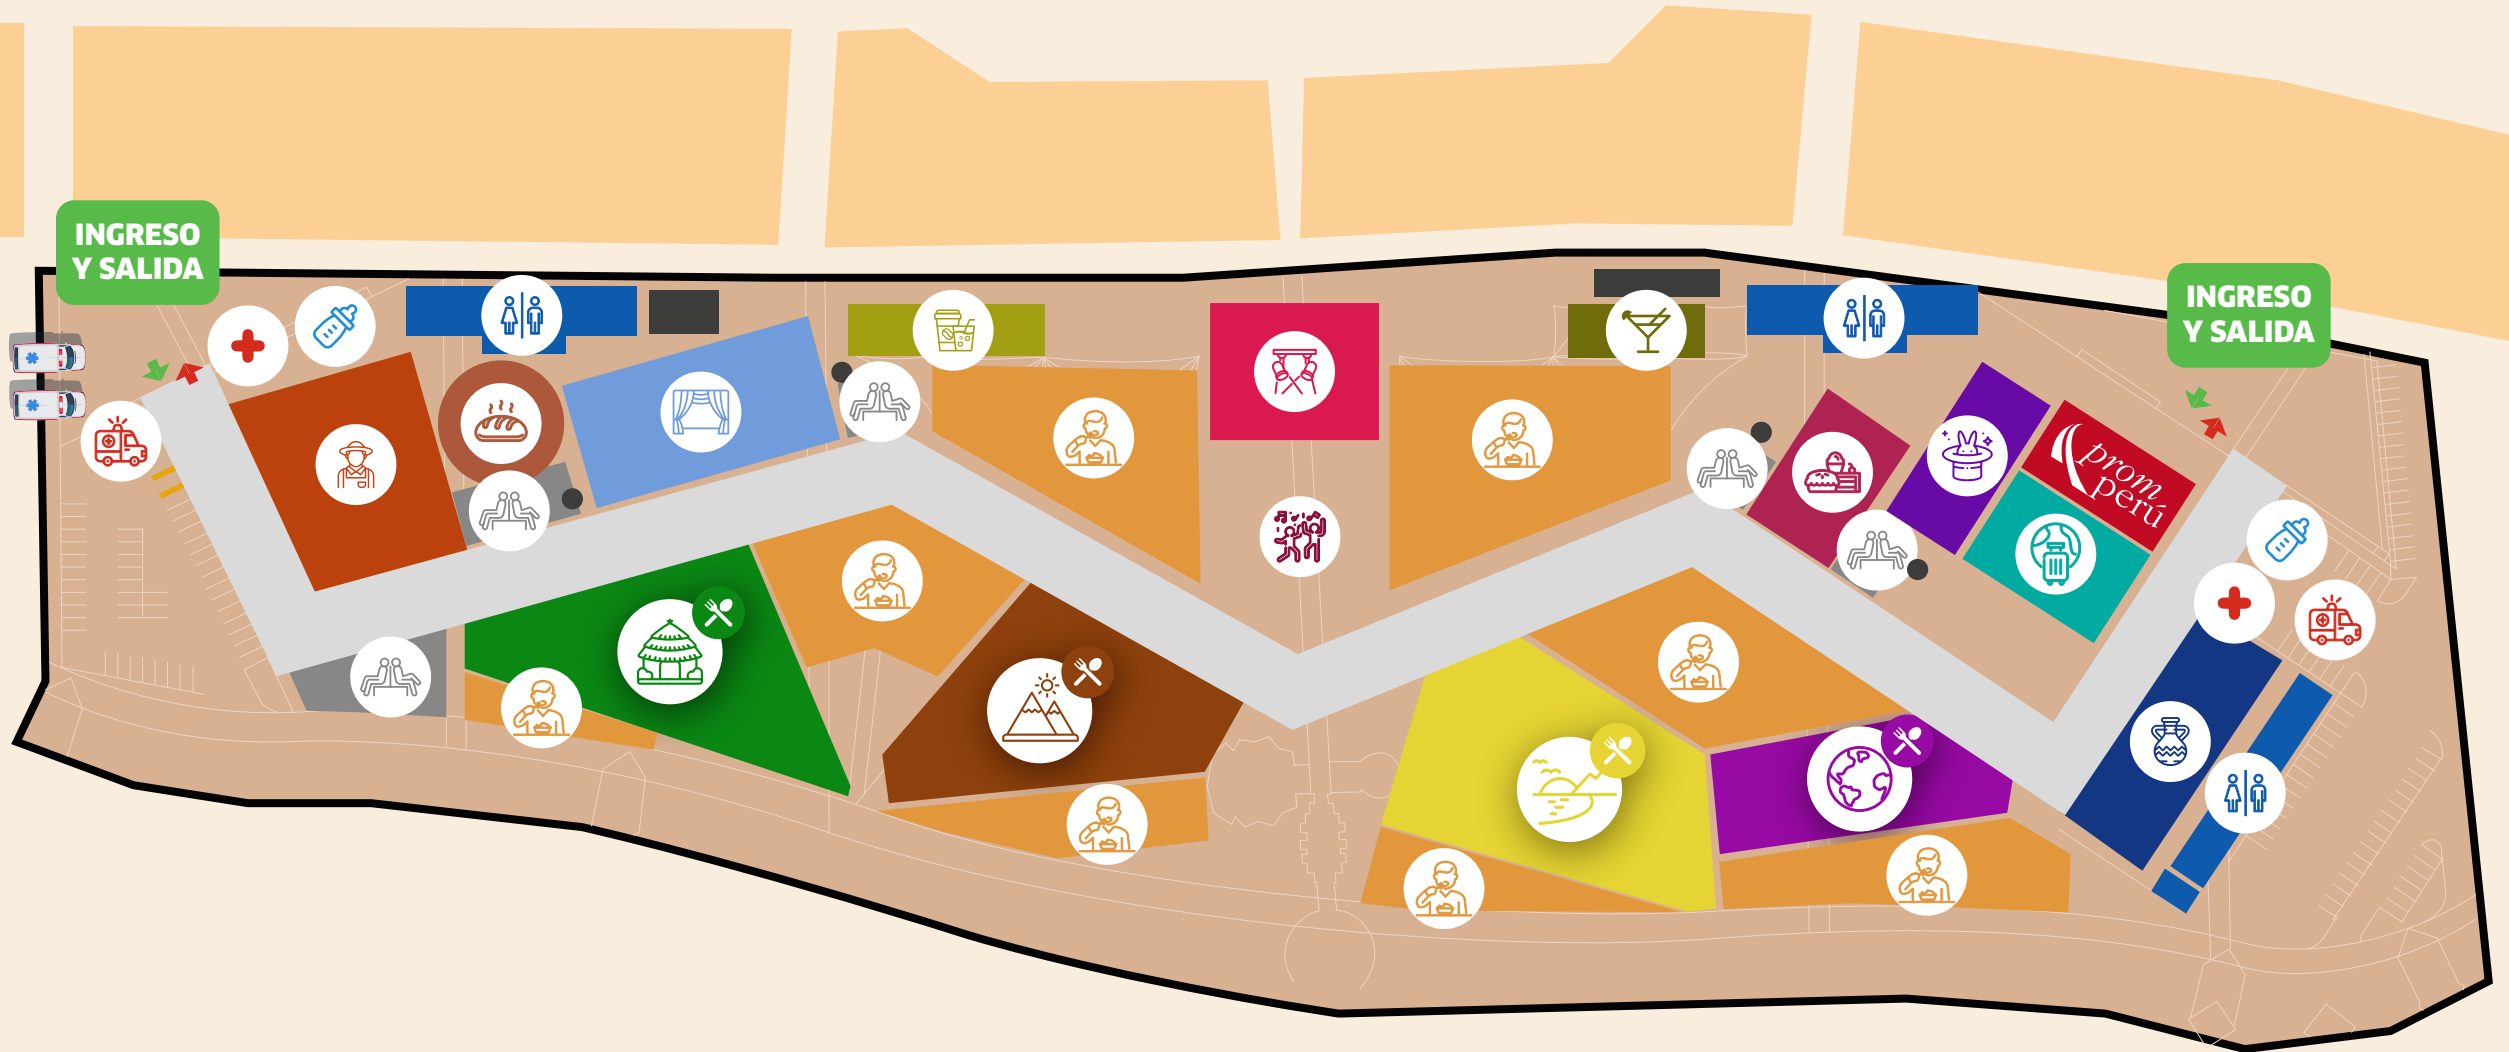 INGRESO
Y SALIDA
INGRESO
Y SALIDA
prom
perú